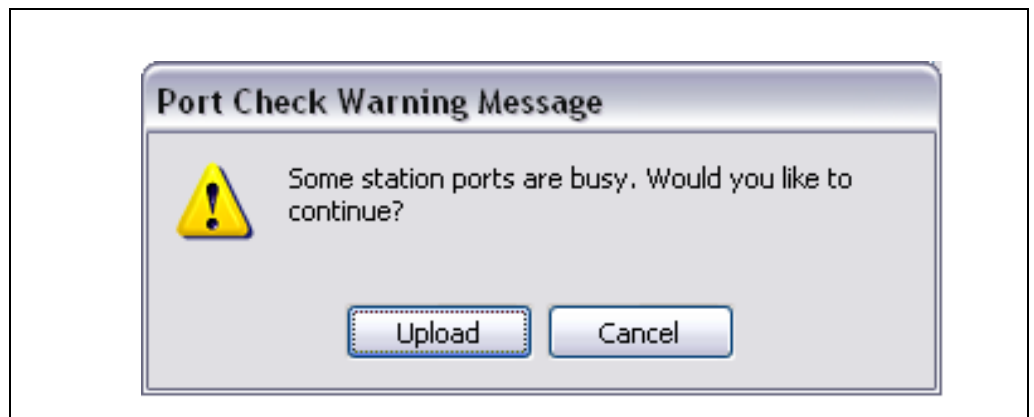 Port Check Warning Message
Some station ports are busy. Would you like to
continue?
Upload
Cancel